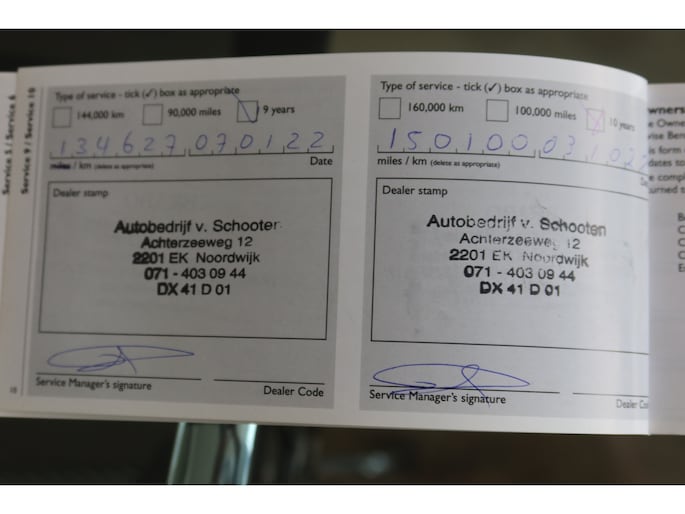 Service 5 / Service 6
Service 9 / Service 10
Type of service - tick (✓) box as appropriate
144,000 km 90,000 miles 9 years
134627 070122
miles / km (delete as appropriate) Date
Dealer stamp
Autobedrijf v. Schooten
Achterzeeweg 12
2201 EK Noordwijk
071 - 403 09 44
DX 41 D 01
Service Manager's signature Dealer Code
18
Type of service - tick (✓) box as appropriate
160,000 km 100,000 miles 10 years
150100
miles / km (delete as appropriate)
Dealer stamp
Autobedrijf v. Schooten
Achterzeeweg 12
2201 EK Noordwijk
071 - 403 09 44
DX 41 D 01
Service Manager's signature Dealer